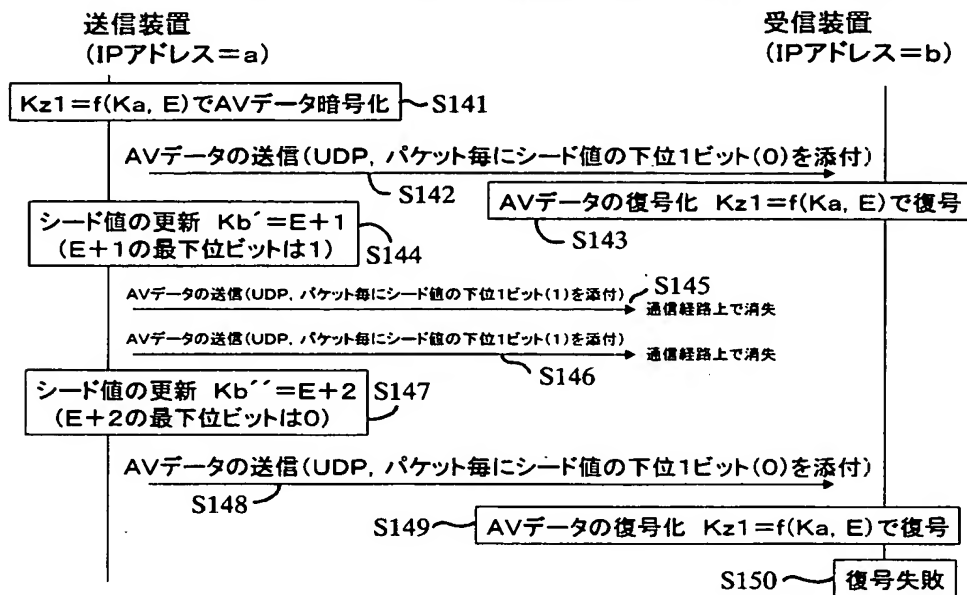 送信装置
(IPアドレス=a)
受信装置
(IPアドレス=b)
Kz1=f(Ka, E)でAVデータ暗号化
S141
AVデータの送信(UDP, パケット毎にシード値の下位1ビット(0)を添付)
S142
AVデータの復号化 Kz1=f(Ka, E)で復号
S143
シード値の更新 Kb´=E+1
(E+1の最下位ビットは1)
S144
S145
AVデータの送信(UDP, パケット毎にシード値の下位1ビット(1)を添付)
通信経路上で消失
AVデータの送信(UDP, パケット毎にシード値の下位1ビット(1)を添付)
通信経路上で消失
S146
シード値の更新 Kb´´=E+2
(E+2の最下位ビットは0)
S147
AVデータの送信(UDP, パケット毎にシード値の下位1ビット(0)を添付)
S148
S149
AVデータの復号化 Kz1=f(Ka, E)で復号
S150
復号失敗